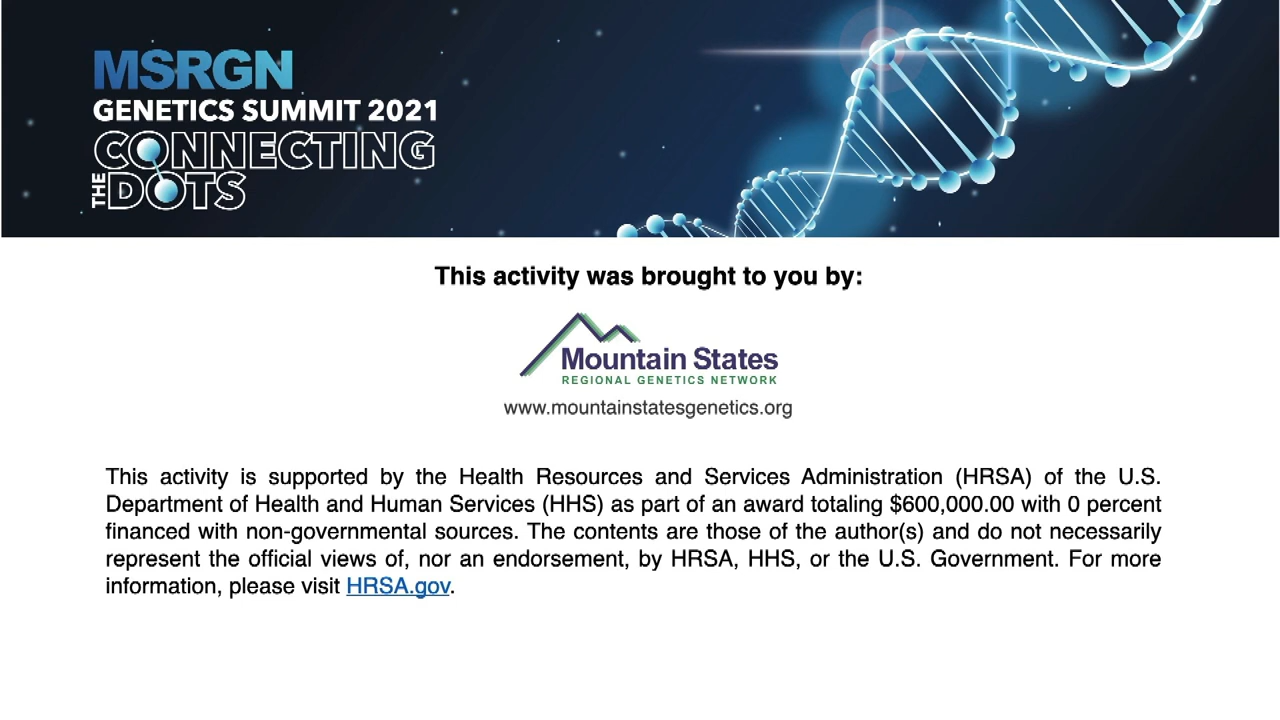 MSRGN
GENETICS SUMMIT 2021
CONNECTING
THE DOTS
This activity was brought to you by:
Mountain States
REGIONAL GENETICS NETWORK
www.mountainstatesgenetics.org
This activity is supported by the Health Resources and Services Administration (HRSA) of the U.S.
Department of Health and Human Services (HHS) as part of an award totaling $600,000.00 with 0 percent
financed with non-governmental sources. The contents are those of the author(s) and do not necessarily
represent the official views of, nor an endorsement, by HRSA, HHS, or the U.S. Government. For more
information, please visit HRSA.gov.